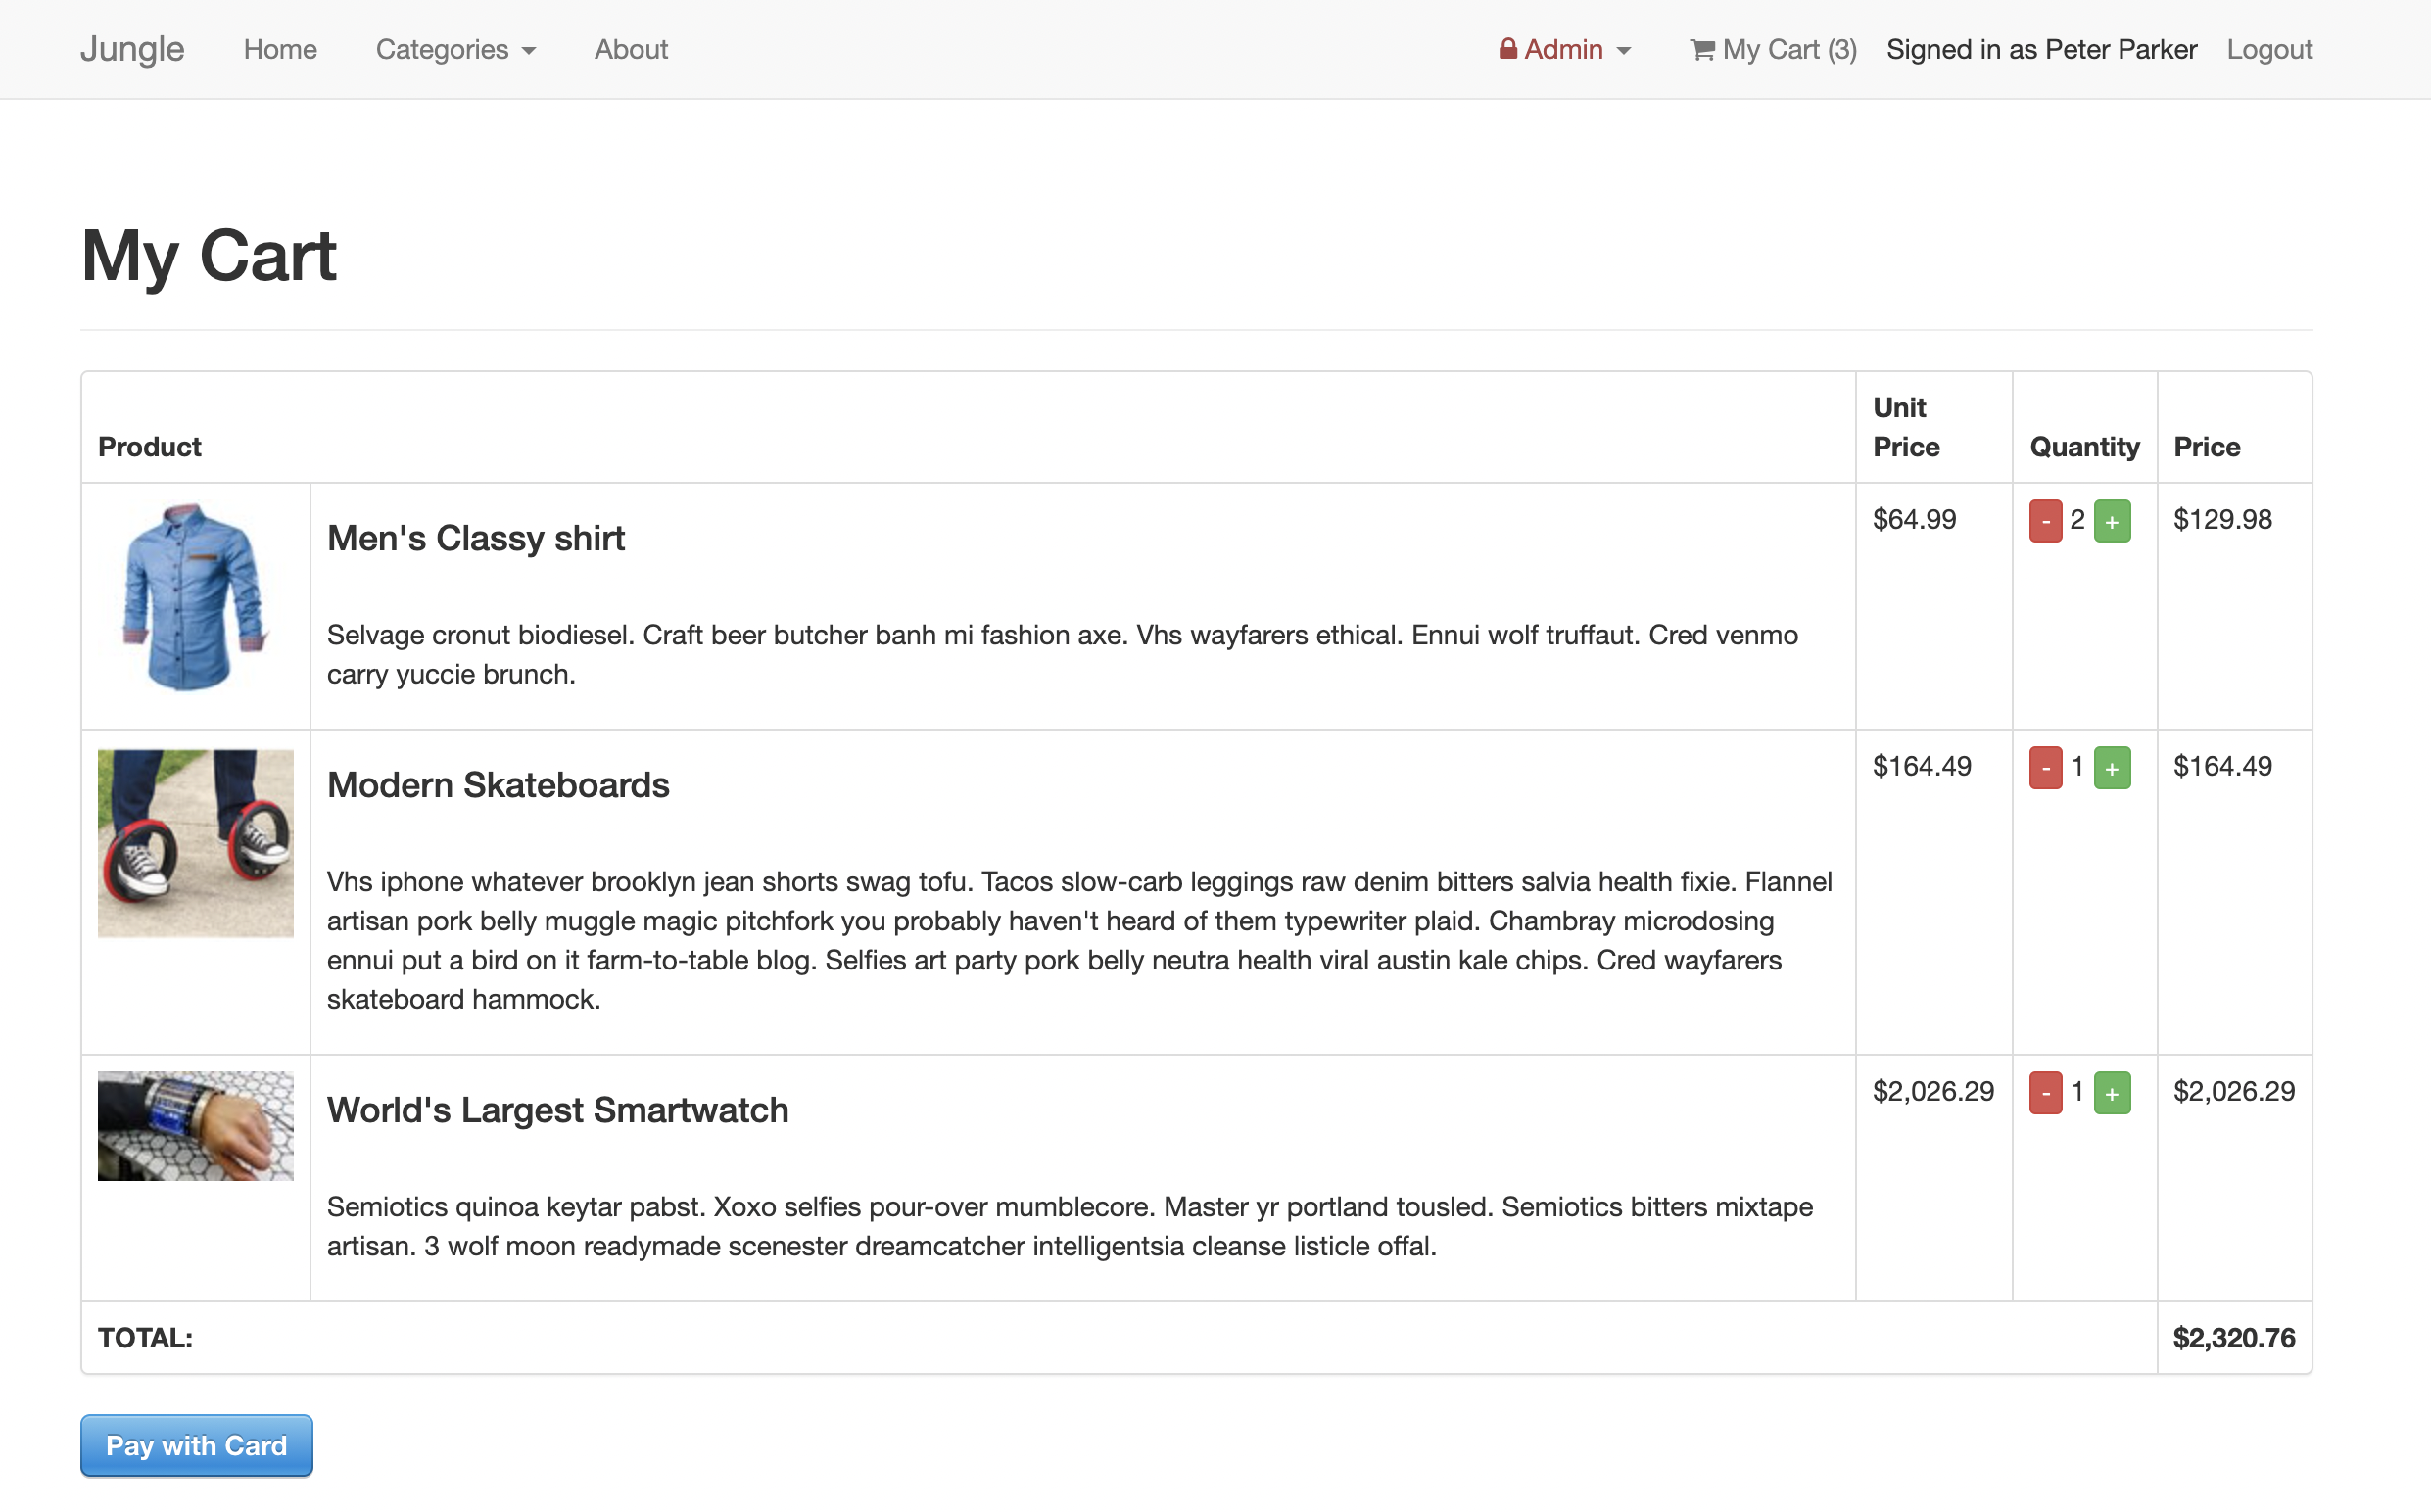 Jungle Home Categories About Admin My Cart (3) Signed in as Peter Parker Logout
My Cart
Unit
Product Price Quantity Price
Men's Classy shirt $64.99 - 2 + $129.98
Selvage cronut biodiesel. Craft beer butcher banh mi fashion axe. Vhs wayfarers ethical. Ennui wolf truffaut. Cred venmo
carry yuccie brunch.
Modern Skateboards $164.49 - 1 + $164.49
Vhs iphone whatever brooklyn jean shorts swag tofu. Tacos slow-carb leggings raw denim bitters salvia health fixie. Flannel
artisan pork belly muggle magic pitchfork you probably haven't heard of them typewriter plaid. Chambray microdosing
ennui put a bird on it farm-to-table blog. Selfies art party pork belly neutra health viral austin kale chips. Cred wayfarers
skateboard hammock.
World's Largest Smartwatch $2,026.29 - 1 + $2,026.29
Semiotics quinoa keytar pabst. Xoxo selfies pour-over mumblecore. Master yr portland tousled. Semiotics bitters mixtape
artisan. 3 wolf moon readymade scenester dreamcatcher intelligentsia cleanse listicle offal.
TOTAL: $2,320.76
Pay with Card